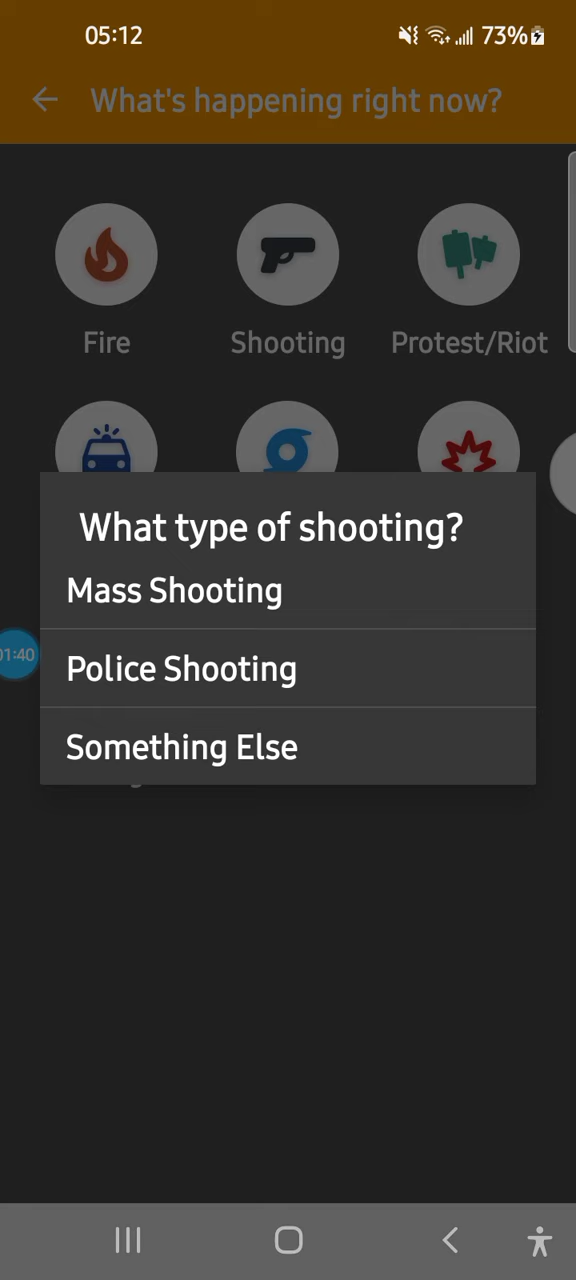 05:12 73%
What's happening right now?
Fire Shooting Protest/Riot
What type of shooting?
Mass Shooting
01:40
Police Shooting
Something Else